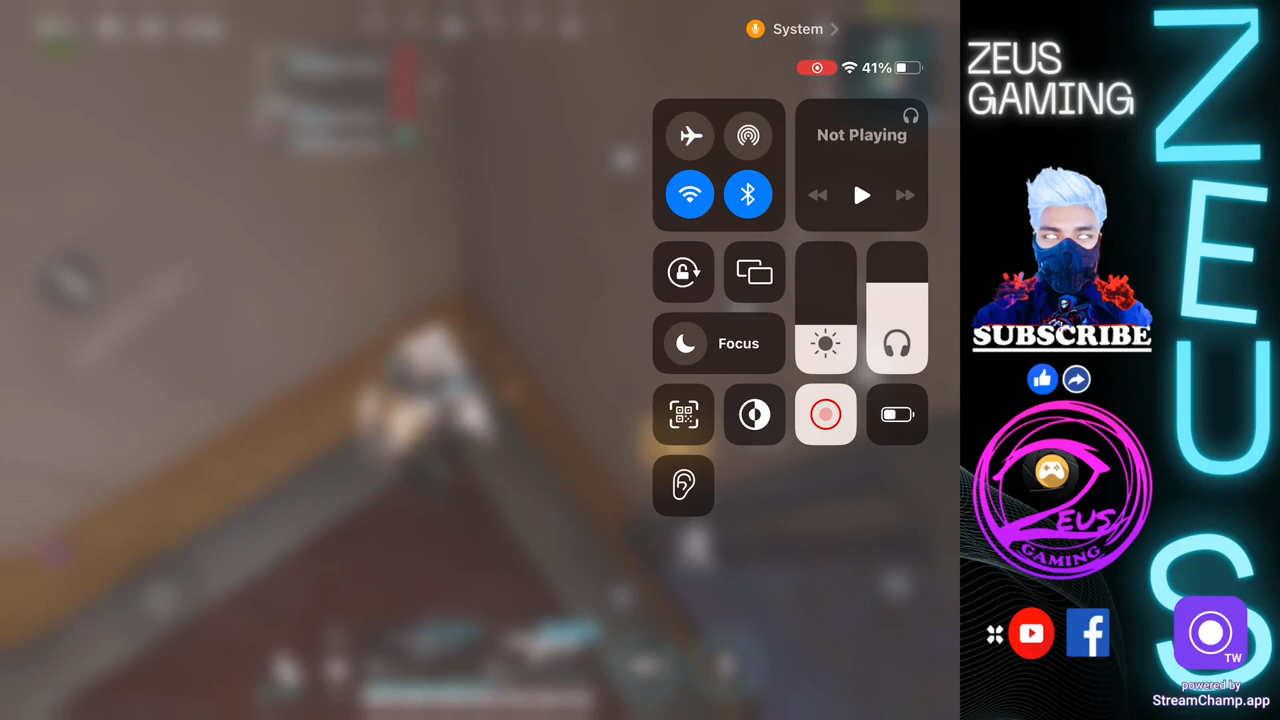 System
41%
Not Playing
Focus
ZEUS
GAMING
ZEUS
SUBSCRIBE
ZEUS
GAMING
TW
powered by
StreamChamp.app